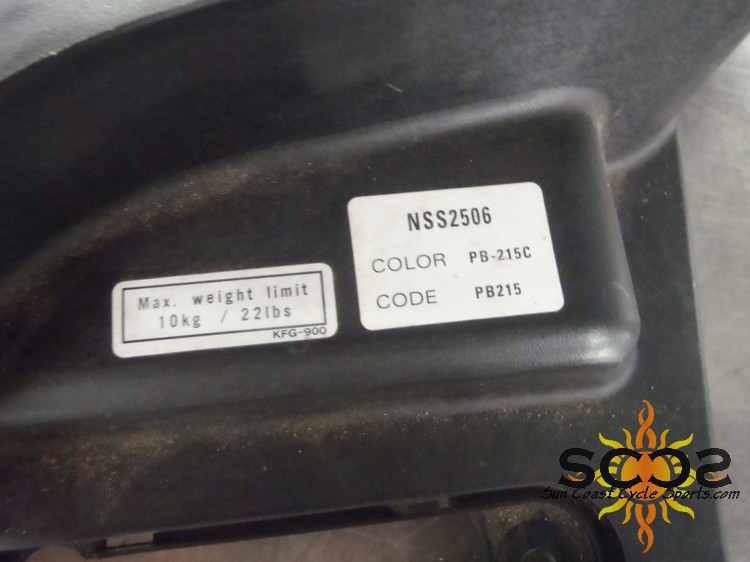 NSS2506
COLOR PB-215C
CODE PB215
Max. weight limit
10kg / 22lbs
KFG-900
SCCS
Sun Coast Cycle Sports.com